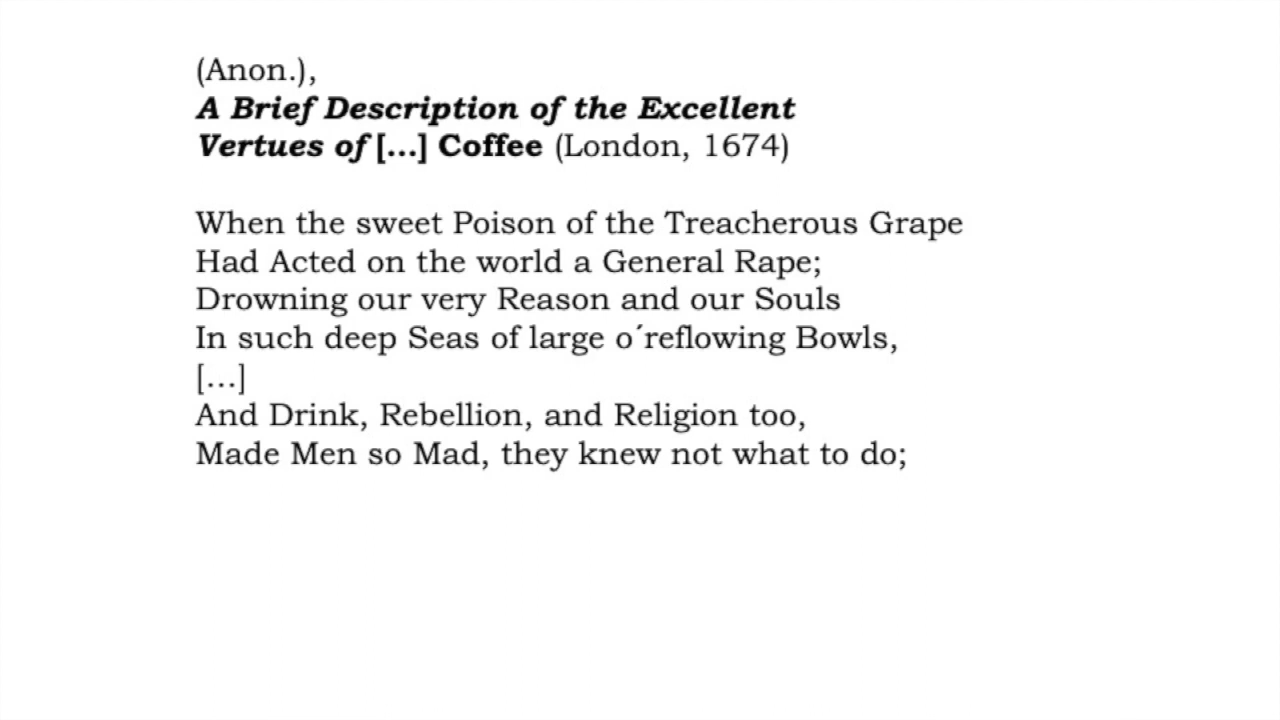 (Anon.),
A Brief Description of the Excellent
Vertues of [...] Coffee (London, 1674)
When the sweet Poison of the Treacherous Grape
Had Acted on the world a General Rape;
Drowning our very Reason and our Souls
In such deep Seas of large o´reflowing Bowls,
[...]
And Drink, Rebellion, and Religion too,
Made Men so Mad, they knew not what to do;